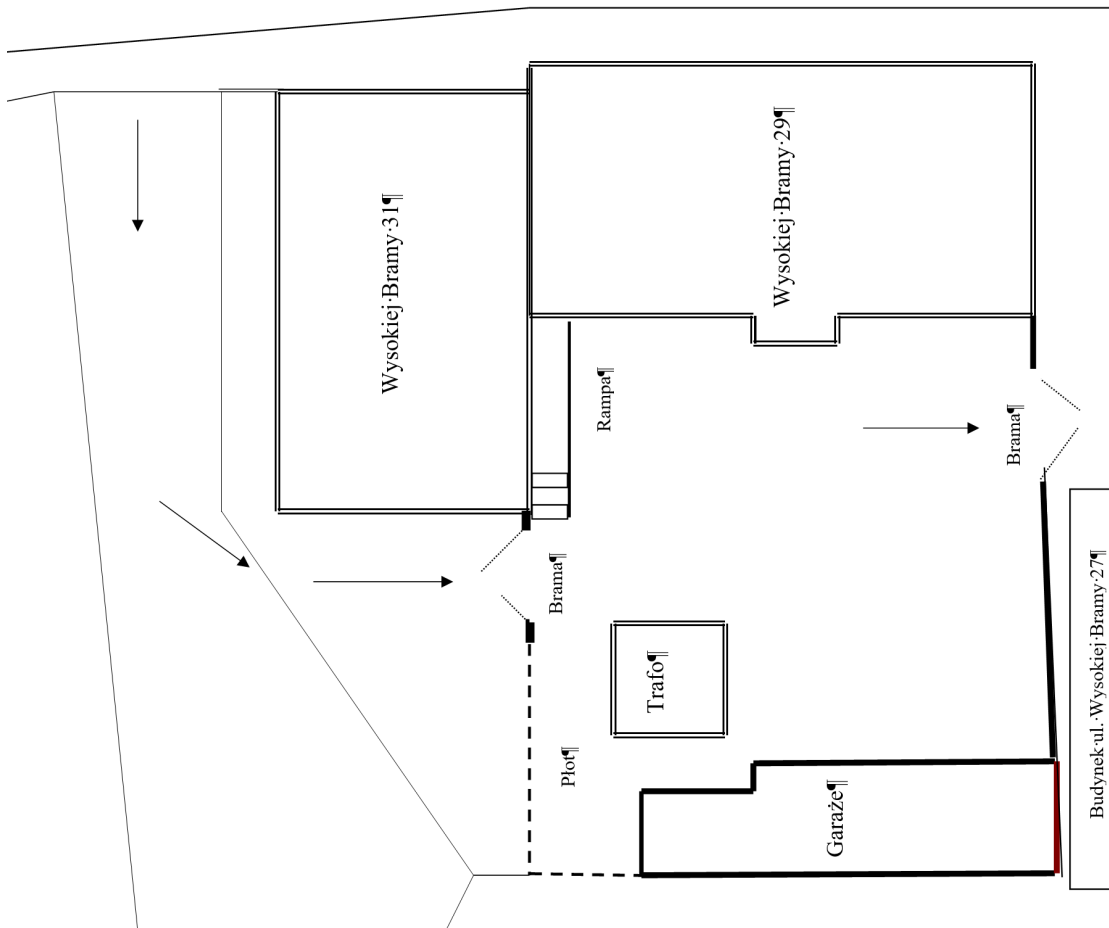 Wysokiej·Bramy·29¶
Wysokiej·Bramy·31¶
Rampa¶
Brama¶
Brama¶
Trafo¶
Płot¶
Garaże¶
Budynek·ul.·Wysokiej·Bramy·27¶